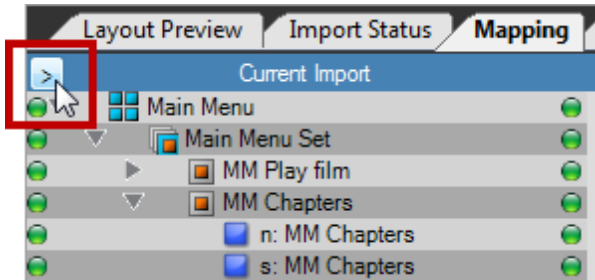 Layout Preview Import Status Mapping
> Current Import
Main Menu
Main Menu Set
MM Play film
MM Chapters
n: MM Chapters
s: MM Chapters